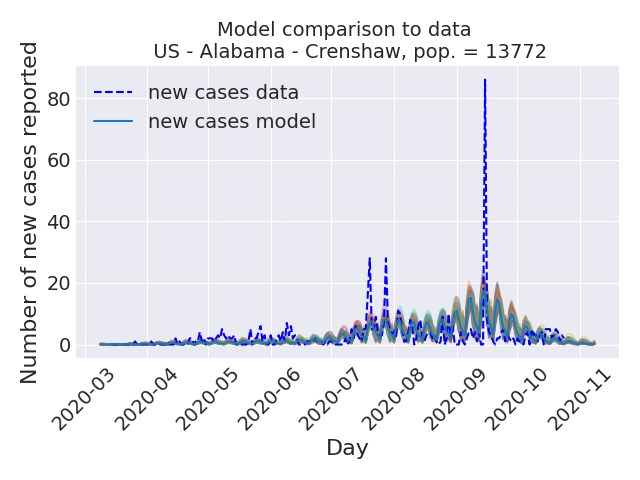 Model comparison to data
US - Alabama - Crenshaw, pop. = 13772
new cases data
new cases model
Number of new cases reported
80
60
40
20
0
2020-03
2020-04
2020-05
2020-06
2020-07
2020-08
2020-09
2020-10
2020-11
Day